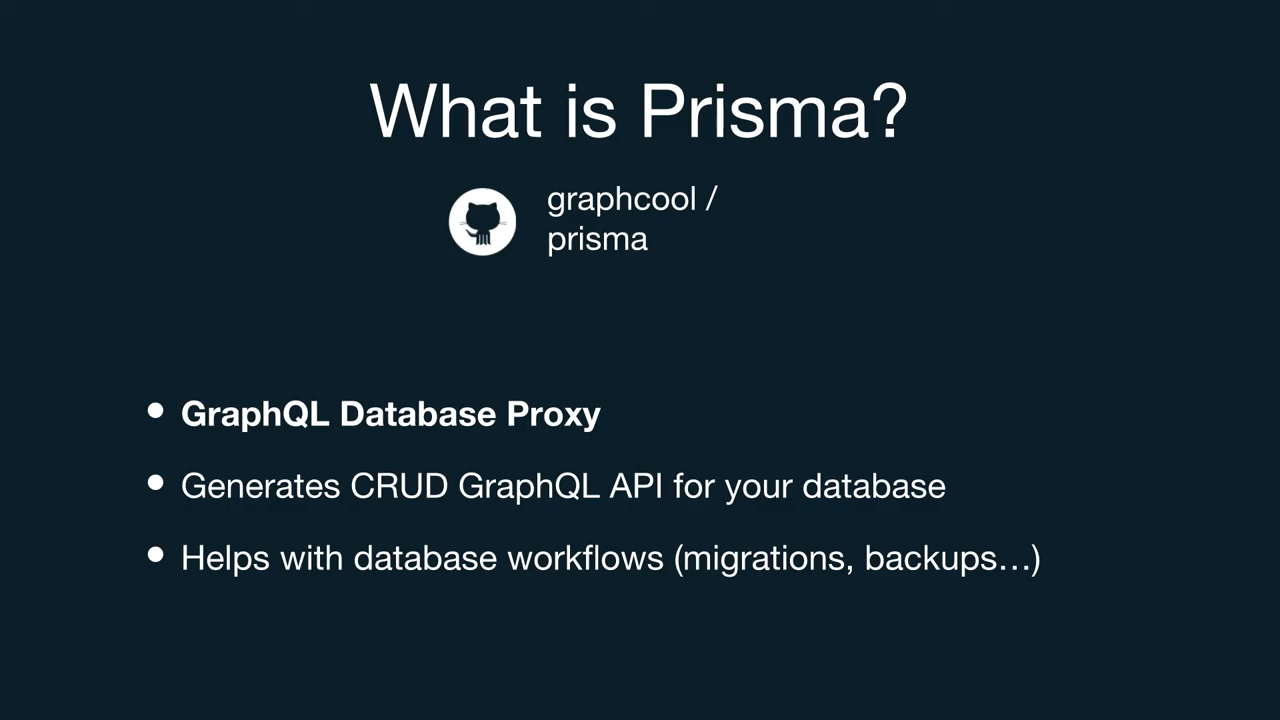 What is Prisma?
graphcool /
prisma
• GraphQL Database Proxy
• Generates CRUD GraphQL API for your database
• Helps with database workflows (migrations, backups…)